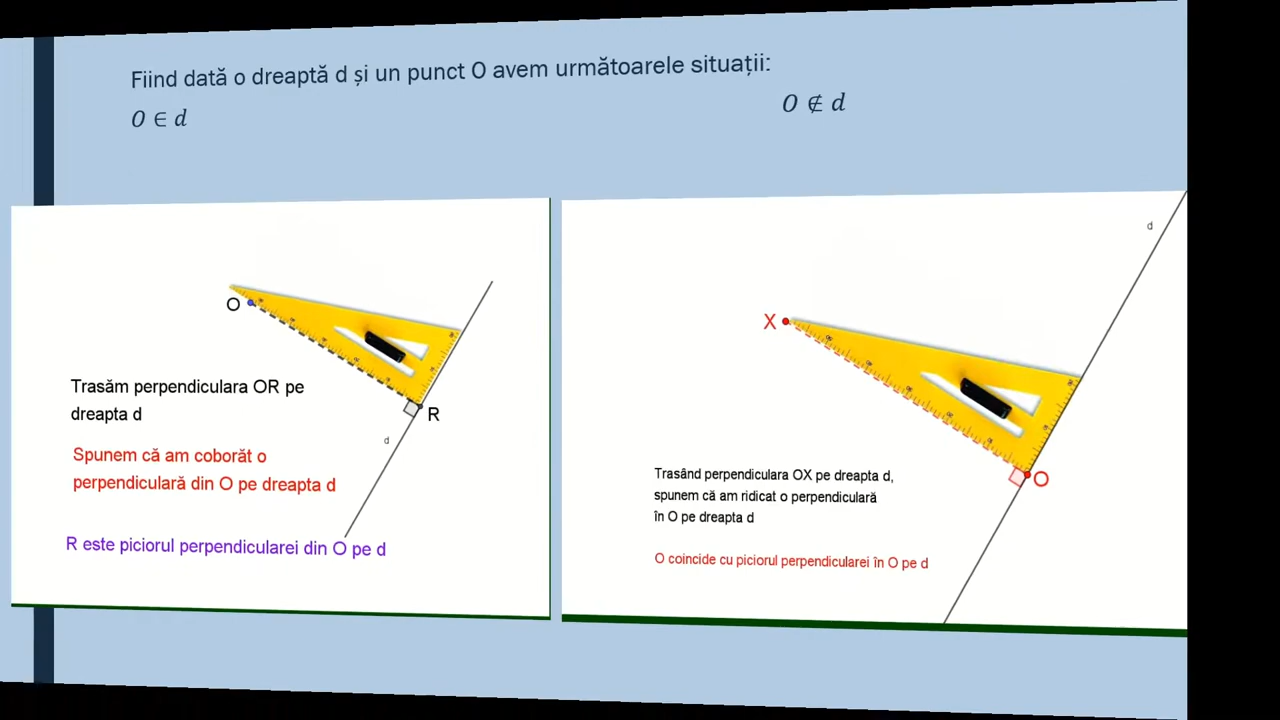 Fiind dată o dreaptă d și un punct O avem următoarele situații:
O ∈ d
O ∉ d
O
R
d
Trasăm perpendiculara OR pe
dreapta d
Spunem că am coborât o
perpendiculară din O pe dreapta d
R este piciorul perpendicularei din O pe d
d
X
O
Trasând perpendiculara OX pe dreapta d,
spunem că am ridicat o perpendiculară
în O pe dreapta d
O coincide cu piciorul perpendicularei în O pe d